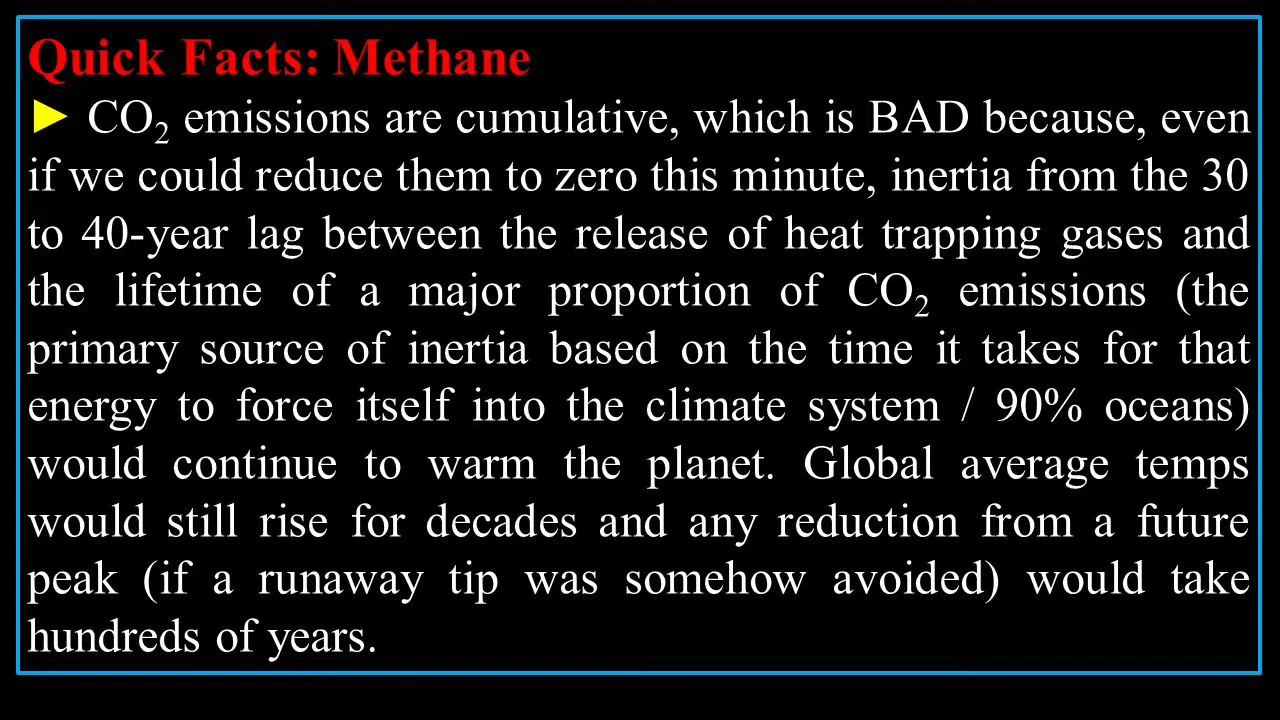 Quick Facts: Methane
► CO₂ emissions are cumulative, which is BAD because, even
if we could reduce them to zero this minute, inertia from the 30
to 40-year lag between the release of heat trapping gases and
the lifetime of a major proportion of CO₂ emissions (the
primary source of inertia based on the time it takes for that
energy to force itself into the climate system / 90% oceans)
would continue to warm the planet. Global average temps
would still rise for decades and any reduction from a future
peak (if a runaway tip was somehow avoided) would take
hundreds of years.